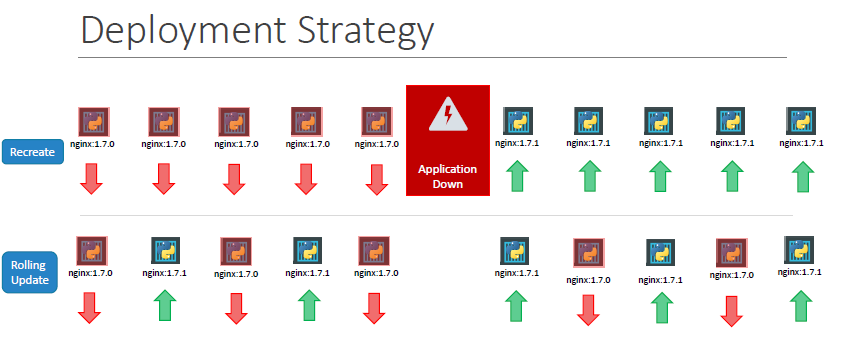 Deployment Strategy
nginx:1.7.0 nginx:1.7.0 nginx:1.7.0 nginx:1.7.0 nginx:1.7.0 nginx:1.7.1 nginx:1.7.1 nginx:1.7.1 nginx:1.7.1 nginx:1.7.1
Recreate
Application
Down
Rolling
Update
nginx:1.7.0 nginx:1.7.1 nginx:1.7.0 nginx:1.7.1 nginx:1.7.0 nginx:1.7.1 nginx:1.7.0 nginx:1.7.1 nginx:1.7.0 nginx:1.7.1